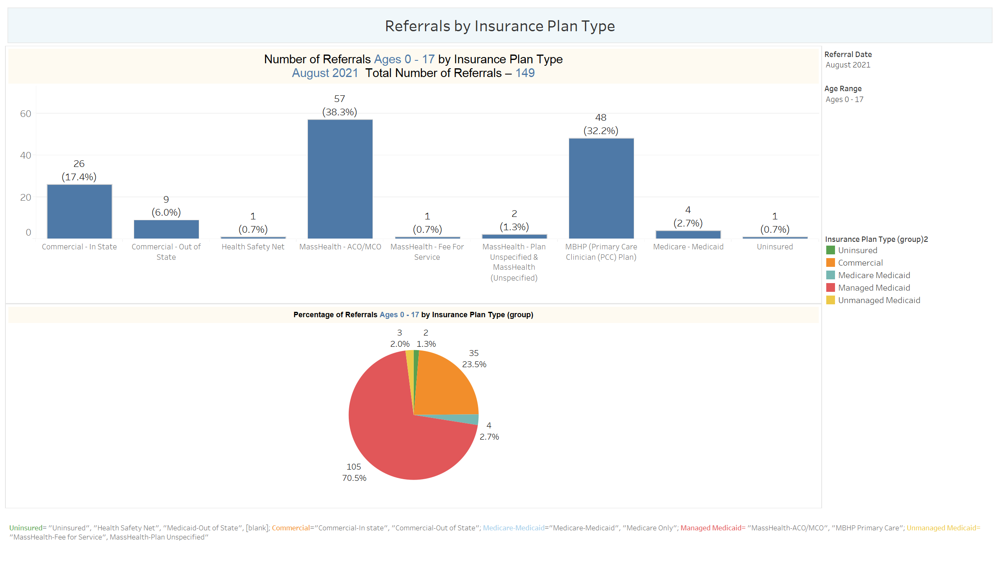 Referrals by Insurance Plan Type
Number of Referrals Ages 0 - 17 by Insurance Plan Type
August 2021 Total Number of Referrals – 149
Referral Date
August 2021
Age Range
Ages 0 - 17
60
40
20
0
26
(17.4%)
9
(6.0%)
1
(0.7%)
57
(38.3%)
1
(0.7%)
2
(1.3%)
48
(32.2%)
4
(2.7%)
1
(0.7%)
Commercial - In State
Commercial - Out of
State
Health Safety Net
MassHealth - ACO/MCO
MassHealth - Fee For
Service
MassHealth - Plan
Unspecified &
MassHealth
(Unspecified)
MBHP (Primary Care
Clinician (PCC) Plan)
Medicare - Medicaid
Uninsured
Insurance Plan Type (group)2
Uninsured
Commercial
Medicare Medicaid
Managed Medicaid
Unmanaged Medicaid
Percentage of Referrals Ages 0 - 17 by Insurance Plan Type (group)
3
2.0%
2
1.3%
35
23.5%
4
2.7%
105
70.5%
Uninsured= "Uninsured", "Health Safety Net", "Medicaid-Out of State", [blank]; Commercial="Commercial-In state", "Commercial-Out of State"; Medicare-Medicaid="Medicare-Medicaid", "Medicare Only"; Managed Medicaid= "MassHealth-ACO/MCO", "MBHP Primary Care"; Unmanaged Medicaid=
"MassHealth-Fee for Service", MassHealth-Plan Unspecified"